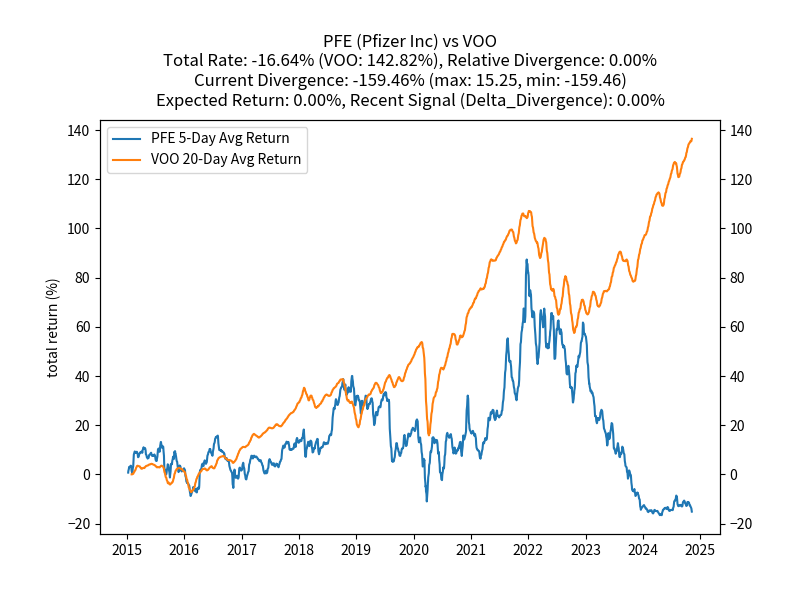 PFE (Pfizer Inc) vs VOO
Total Rate: -16.64% (VOO: 142.82%), Relative Divergence: 0.00%
Current Divergence: -159.46% (max: 15.25, min: -159.46)
Expected Return: 0.00%, Recent Signal (Delta_Divergence): 0.00%
PFE 5-Day Avg Return
VOO 20-Day Avg Return
total return (%)
140 140
120 120
100 100
80 80
60 60
40 40
20 20
0 0
−20 −20
2015 2016 2017 2018 2019 2020 2021 2022 2023 2024 2025